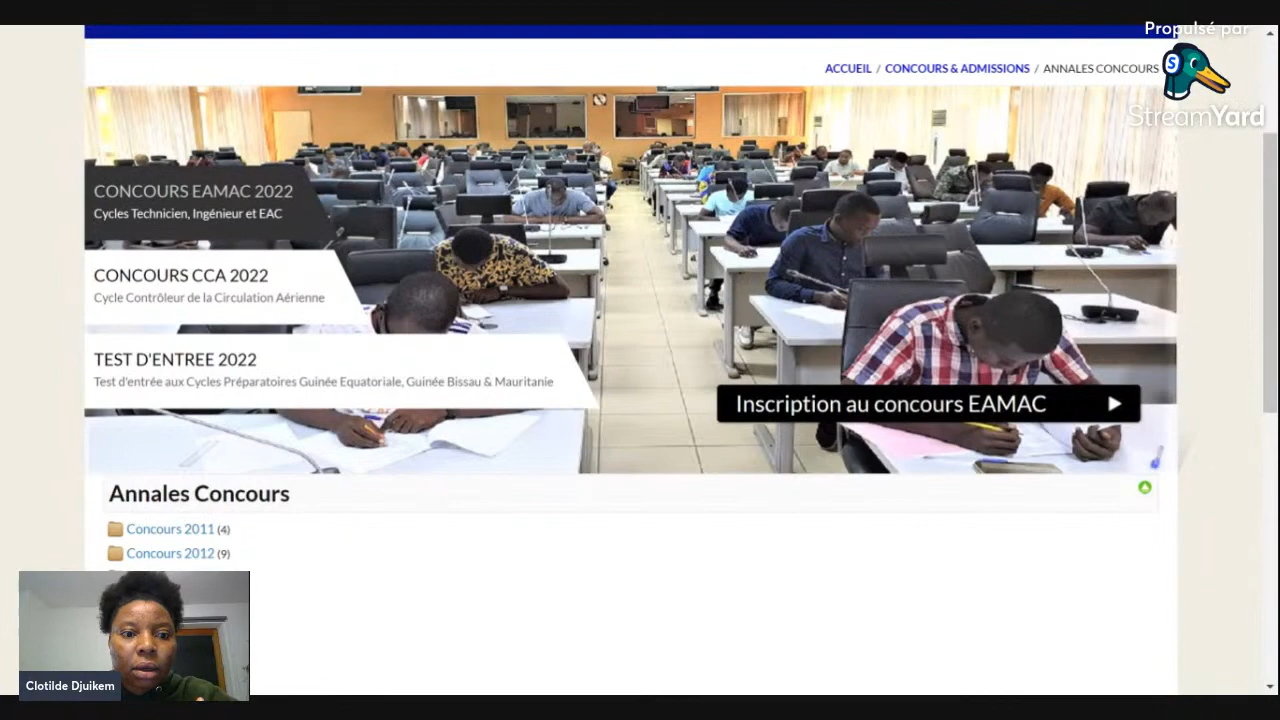 Propulsé par
StreamYard
ACCUEIL / CONCOURS & ADMISSIONS / ANNALES CONCOURS
CONCOURS EAMAC 2022
Cycles Technicien, Ingénieur et EAC
CONCOURS CCA 2022
Cycle Contrôleur de la Circulation Aérienne
TEST D'ENTREE 2022
Test d'entrée aux Cycles Préparatoires Guinée Equatoriale, Guinée Bissau & Mauritanie
Inscription au concours EAMAC
Annales Concours
Concours 2011 (4)
Concours 2012 (9)
Clotilde Djuikem